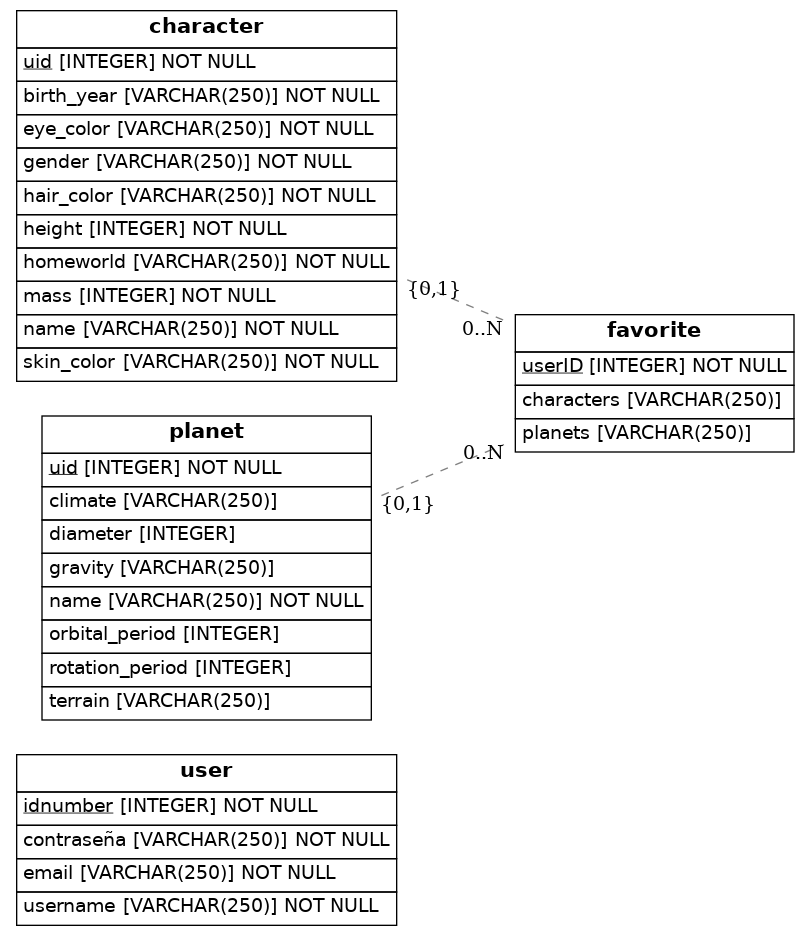 character
uid [INTEGER] NOT NULL
birth_year [VARCHAR(250)] NOT NULL
eye_color [VARCHAR(250)] NOT NULL
gender [VARCHAR(250)] NOT NULL
hair_color [VARCHAR(250)] NOT NULL
height [INTEGER] NOT NULL
homeworld [VARCHAR(250)] NOT NULL
mass [INTEGER] NOT NULL
name [VARCHAR(250)] NOT NULL
skin_color [VARCHAR(250)] NOT NULL
{0,1}
0..N
favorite
userID [INTEGER] NOT NULL
characters [VARCHAR(250)]
planets [VARCHAR(250)]
0..N
{0,1}
planet
uid [INTEGER] NOT NULL
climate [VARCHAR(250)]
diameter [INTEGER]
gravity [VARCHAR(250)]
name [VARCHAR(250)] NOT NULL
orbital_period [INTEGER]
rotation_period [INTEGER]
terrain [VARCHAR(250)]
user
idnumber [INTEGER] NOT NULL
contraseña [VARCHAR(250)] NOT NULL
email [VARCHAR(250)] NOT NULL
username [VARCHAR(250)] NOT NULL